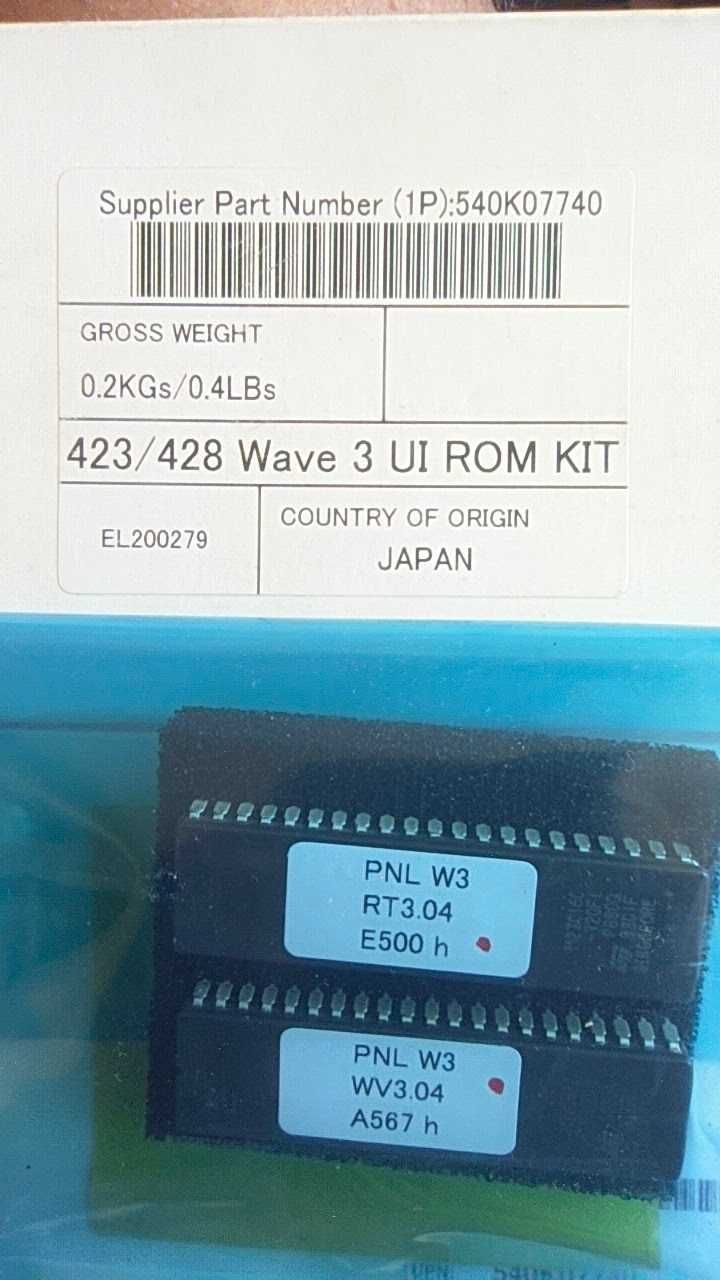 Supplier Part Number (1P):540K07740
GROSS WEIGHT
0.2KGs/0.4LBs
423/428 Wave 3 UI ROM KIT
EL200279
COUNTRY OF ORIGIN
JAPAN
PNL W3
RT3.04
E500 h
PNL W3
WV3.04
A567 h